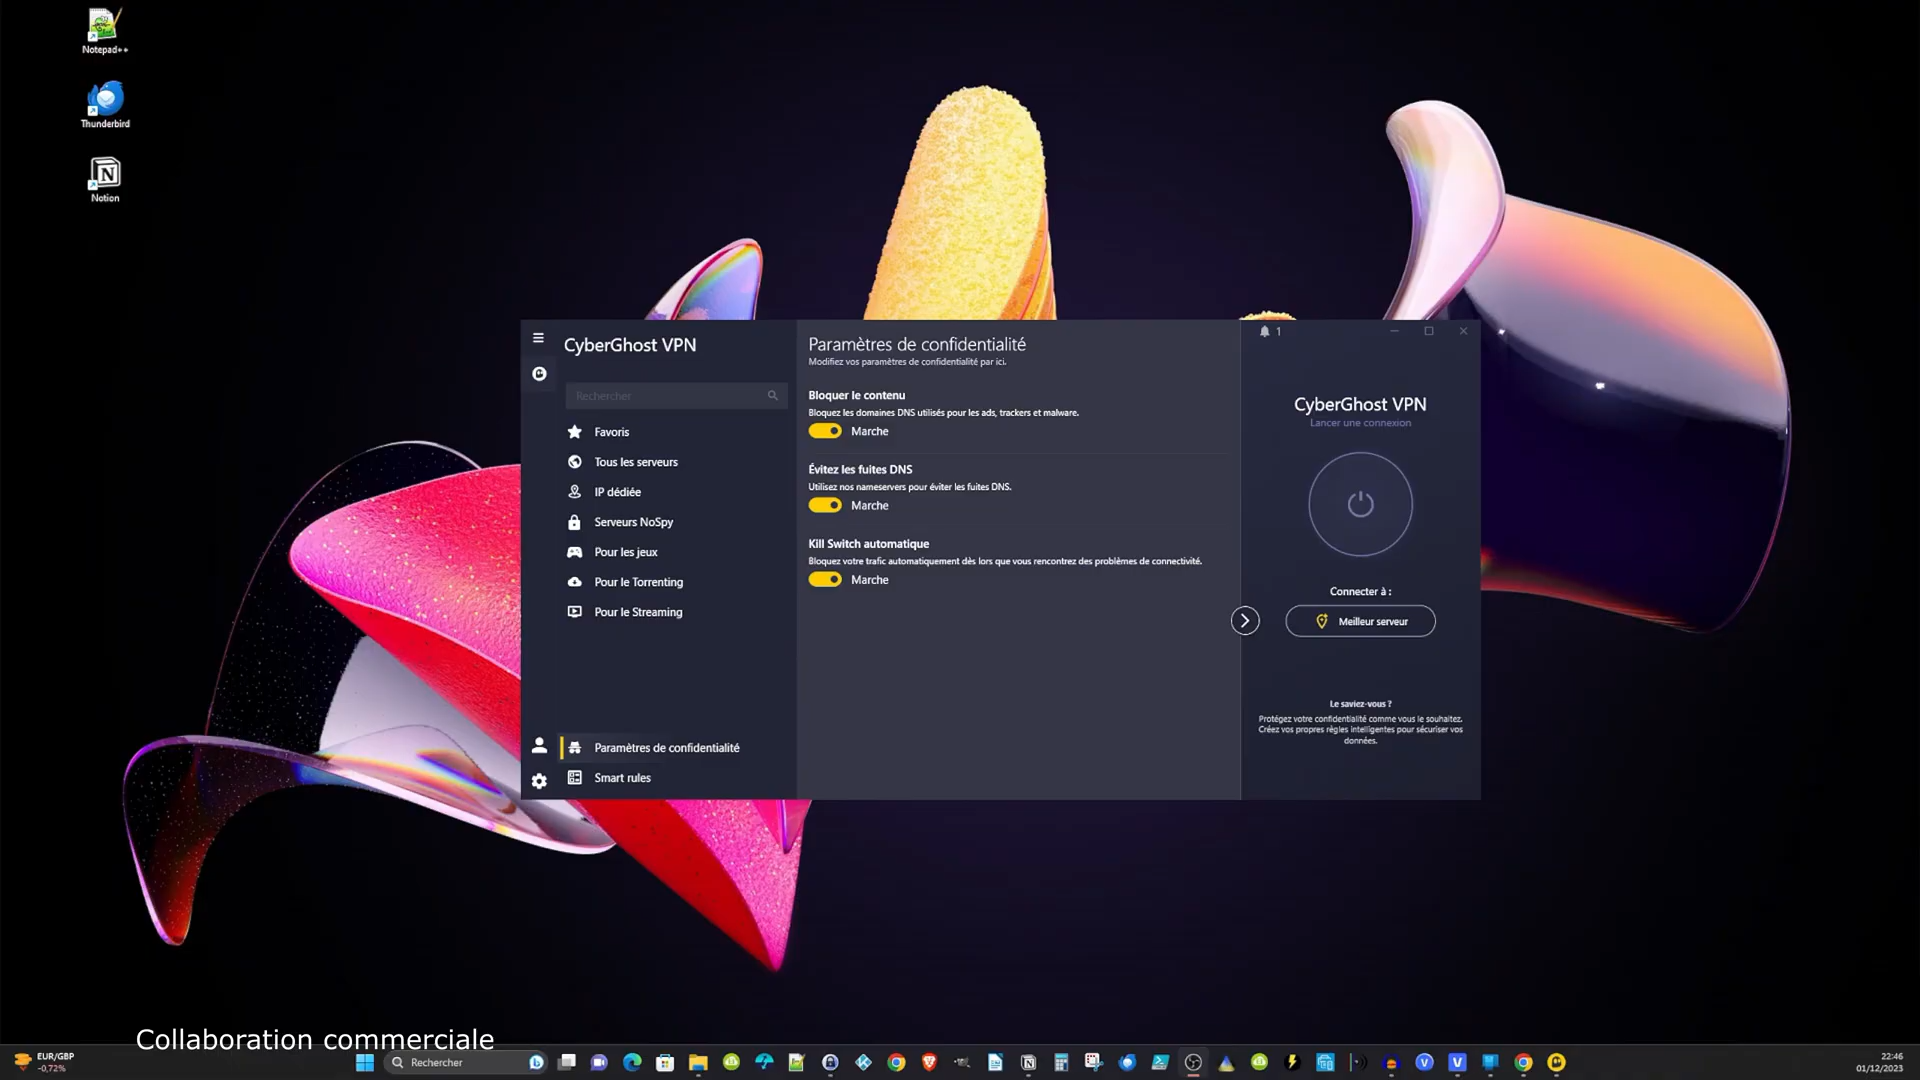 Notepad++
Thunderbird
Notion
CyberGhost VPN
Rechercher
Favoris
Tous les serveurs
IP dédiée
Serveurs NoSpy
Pour les jeux
Pour le Torrenting
Pour le Streaming
Paramètres de confidentialité
Smart rules
Paramètres de confidentialité
Modifiez vos paramètres de confidentialité par ici.
Bloquer le contenu
Bloquez les domaines DNS utilisés pour les ads, trackers et malware.
Marche
Évitez les fuites DNS
Utilisez nos nameservers pour éviter les fuites DNS.
Marche
Kill Switch automatique
Bloquez votre trafic automatiquement dès lors que vous rencontrez des problèmes de connectivité.
Marche
1
CyberGhost VPN
Lancer une connexion
Connecter à :
Meilleur serveur
Le saviez-vous ?
Protégez votre confidentialité comme vous le souhaitez.
Créez vos propres règles intelligentes pour sécuriser vos
données.
Collaboration commerciale
EUR/GBP
-0,72%
Rechercher
22:46
01/12/2023